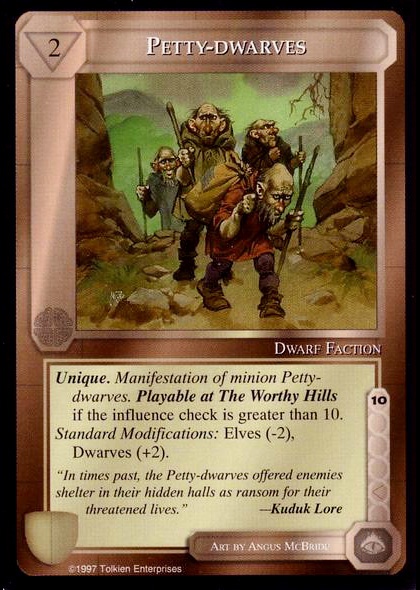 2
PETTY-DWARVES
DWARF FACTION
Unique. Manifestation of minion Petty-
dwarves. Playable at The Worthy Hills
if the influence check is greater than 10.
Standard Modifications: Elves (-2),
Dwarves (+2).
10
"In times past, the Petty-dwarves offered enemies
shelter in their hidden halls as ransom for their
threatened lives." —Kuduk Lore
ART BY ANGUS MCBRIDE
©1997 Tolkien Enterprises